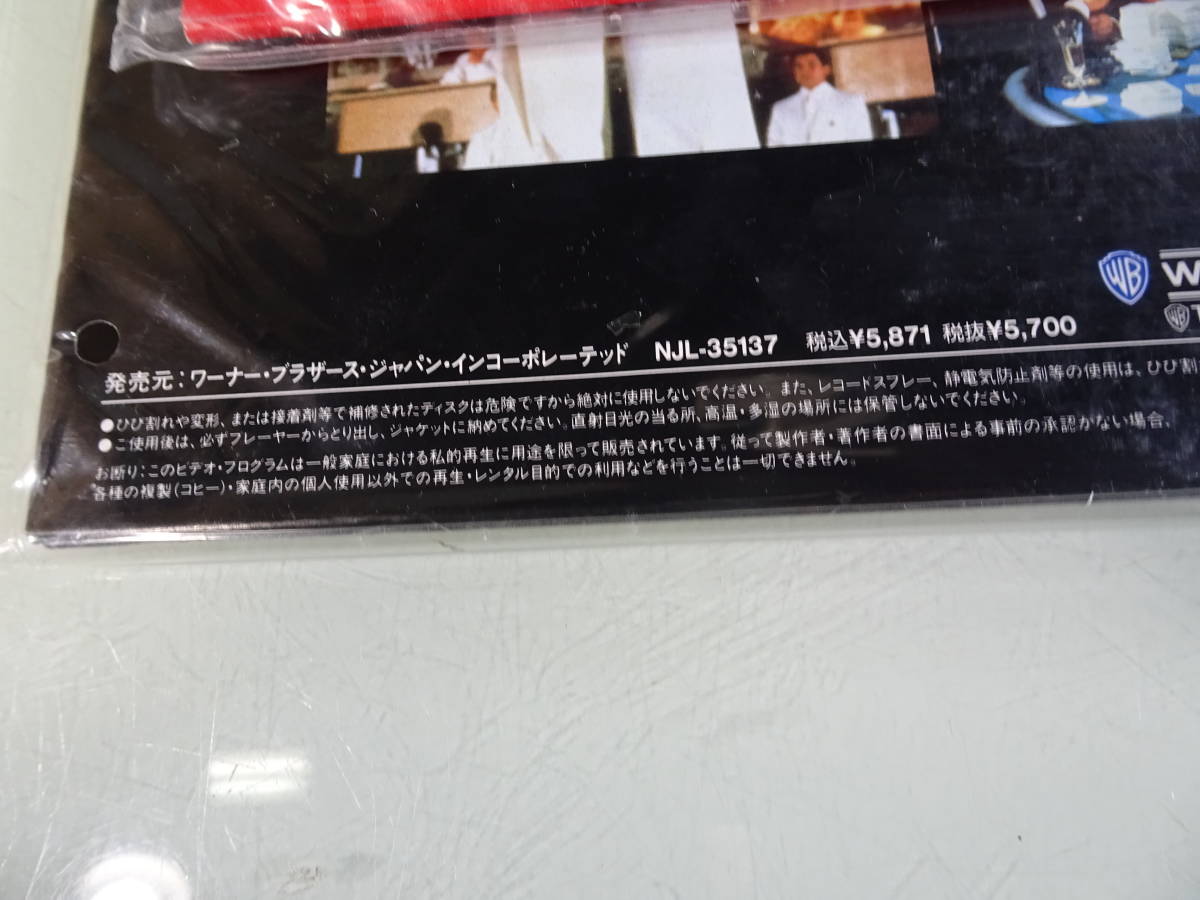 WB
W
T
発売元:ワーナー・ブラザース・ジャパン・インコーポレーテッド NJL-35137 税込¥5,871 税抜¥5,700
●ひび割れや変形、または接着剤等で補修されたディスクは危険ですから絶対に使用しないでください。また、レコードスプレー、静電気防止剤等の使用は、ひび割
●ご使用後は、必ずプレーヤーからとり出し、ジャケットに納めてください。直射日光の当る所、高温・多湿の場所には保管しないでください。
お断り:このビデオ・プログラムは一般家庭における私的再生に用途を限って販売されています。従って製作者・著作者の書面による事前の承認がない場合、
各種の複製(コピー)・家庭内の個人使用以外での再生・レンタル目的での利用などを行うことは一切できません。